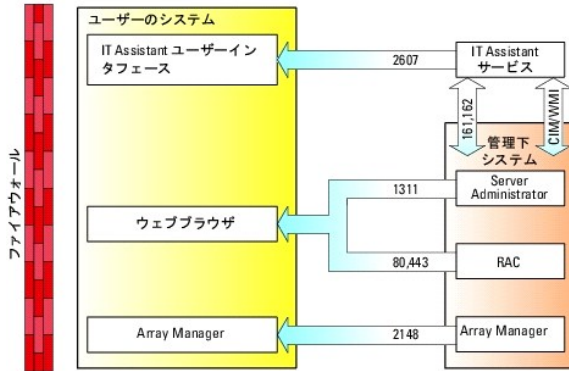 ファイアウォール
ユーザーのシステム
IT Assistant ユーザーイン
タフェース
2607
IT Assistant
サービス
161,162
CIM/WMI
管理下
システム
1311
Server
Administrator
ウェブブラウザ
80,443
RAC
Array Manager
2148
Array Manager